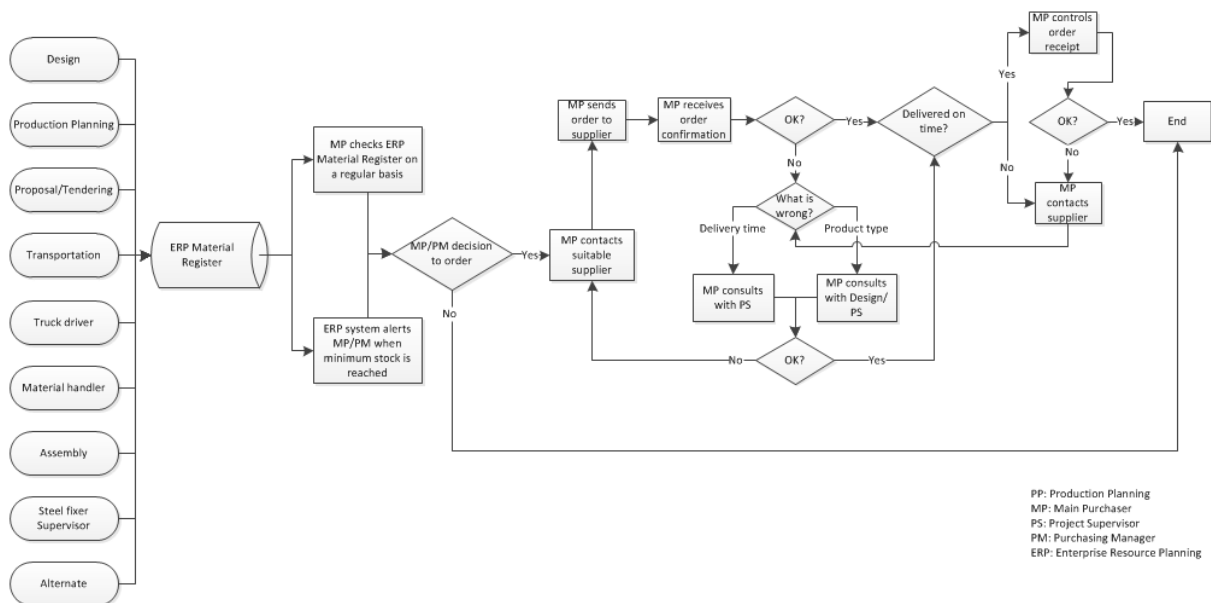 Design
Production Planning
Proposal/Tendering
Transportation
Truck driver
Material handler
Assembly
Steel fixer
Supervisor
Alternate
ERP Material
Register
MP checks ERP
Material Register on
a regular basis
ERP system alerts
MP/PM when
minimum stock is
reached
MP/PM decision
to order
Yes
No
MP contacts
suitable
supplier
MP sends
order to
supplier
MP receives
order
confirmation
OK?
Yes
No
What is
wrong?
Delivery time
Product type
MP consults
with PS
MP consults
with Design/
PS
OK?
No
Yes
Delivered on
time?
Yes
No
MP controls
order
receipt
OK?
Yes
No
MP
contacts
supplier
End
PP: Production Planning
MP: Main Purchaser
PS: Project Supervisor
PM: Purchasing Manager
ERP: Enterprise Resource Planning